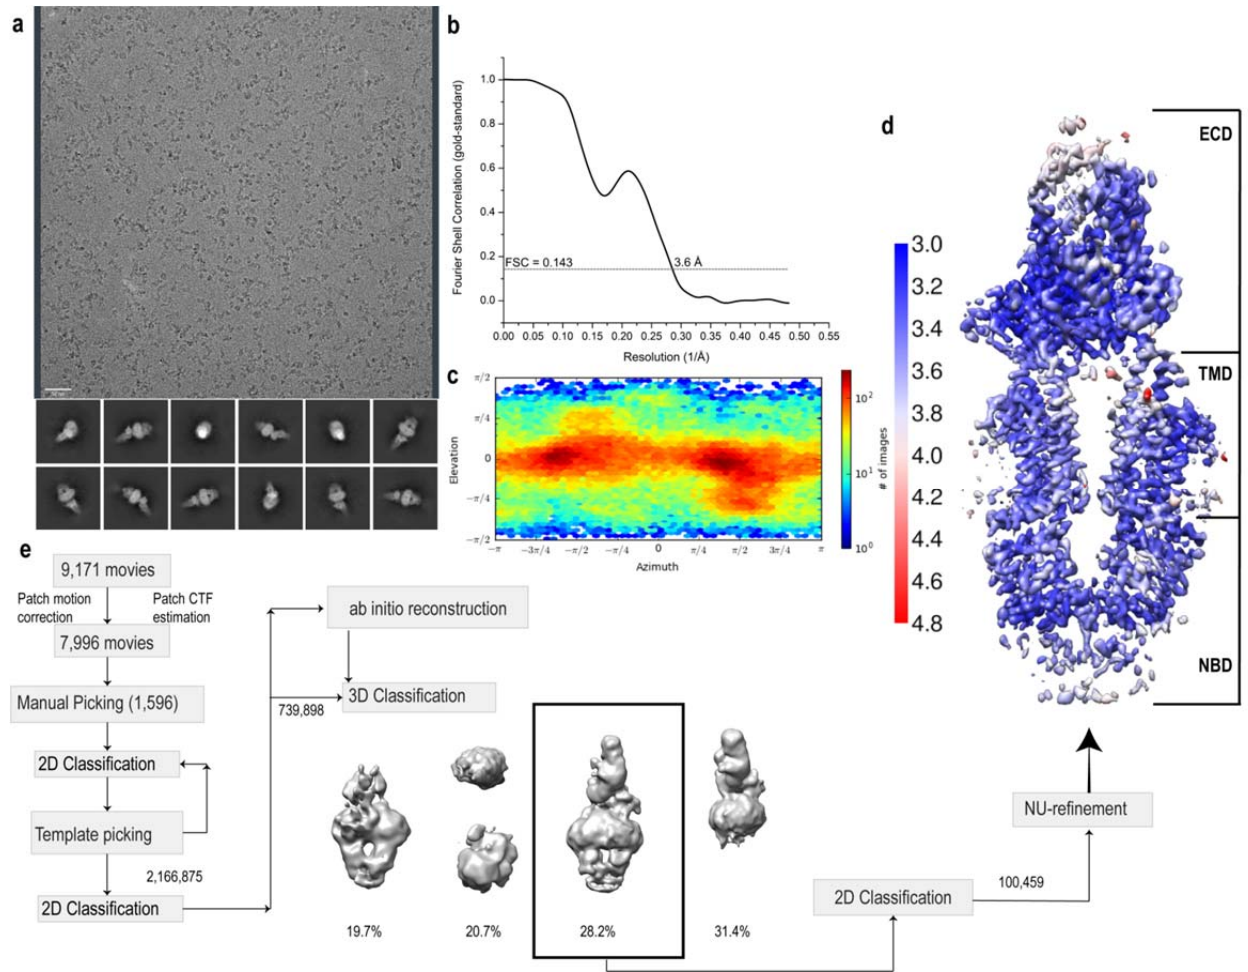 a
b
Fourier Shell Correlation (gold-standard)
1.0
0.8
0.6
0.4
0.2
0.0
FSC = 0.143
3.6 Å
0.00 0.05 0.10 0.15 0.20 0.25 0.30 0.35 0.40 0.45 0.50 0.55
Resolution (1/Å)
c
Elevation
π/2
π/4
0
−π/4
−π/2
−π −3π/4 −π/2 −π/4 0 π/4 π/2 3π/4 π
Azimuth
10²
10¹
10⁰
# of images
d
3.0
3.2
3.4
3.6
3.8
4.0
4.2
4.4
4.6
4.8
ECD
TMD
NBD
e
9,171 movies
Patch motion
correction
Patch CTF
estimation
7,996 movies
Manual Picking (1,596)
2D Classification
Template picking
2,166,875
2D Classification
ab initio reconstruction
739,898
3D Classification
19.7%
20.7%
28.2%
31.4%
2D Classification
100,459
NU-refinement